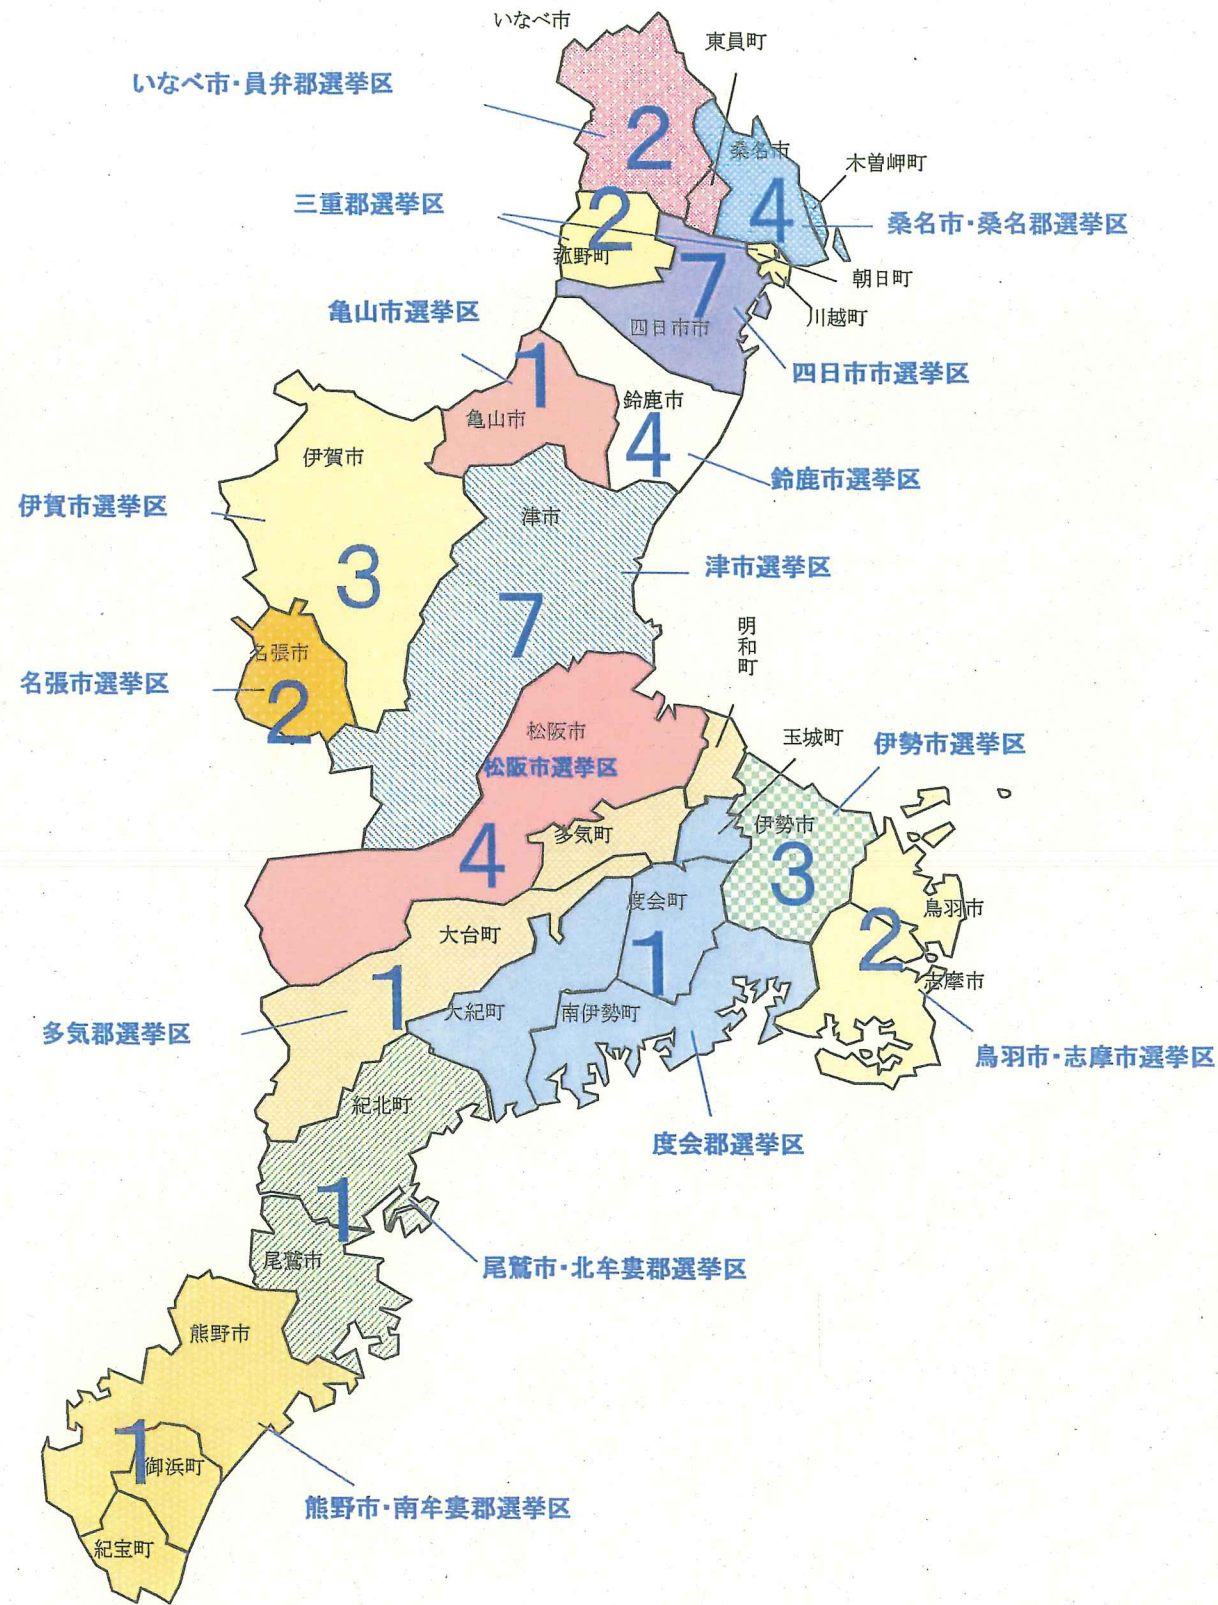 いなべ市
東員町
いなべ市・員弁郡選挙区
2
桑名市
木曽岬町
三重郡選挙区
2
4
桑名市・桑名郡選挙区
菰野町
7
朝日町
亀山市選挙区
川越町
四日市市
1
四日市市選挙区
鈴鹿市
亀山市
4
伊賀市
鈴鹿市選挙区
伊賀市選挙区
津市
3
津市選挙区
7
明和町
名張市
名張市選挙区
2
松阪市
玉城町
伊勢市選挙区
松阪市選挙区
伊勢市
多気町
4
3
度会町
鳥羽市
大台町
2
1
志摩市
1
大紀町
南伊勢町
多気郡選挙区
鳥羽市・志摩市選挙区
紀北町
度会郡選挙区
1
尾鷲市
尾鷲市・北牟婁郡選挙区
熊野市
1
御浜町
熊野市・南牟婁郡選挙区
紀宝町